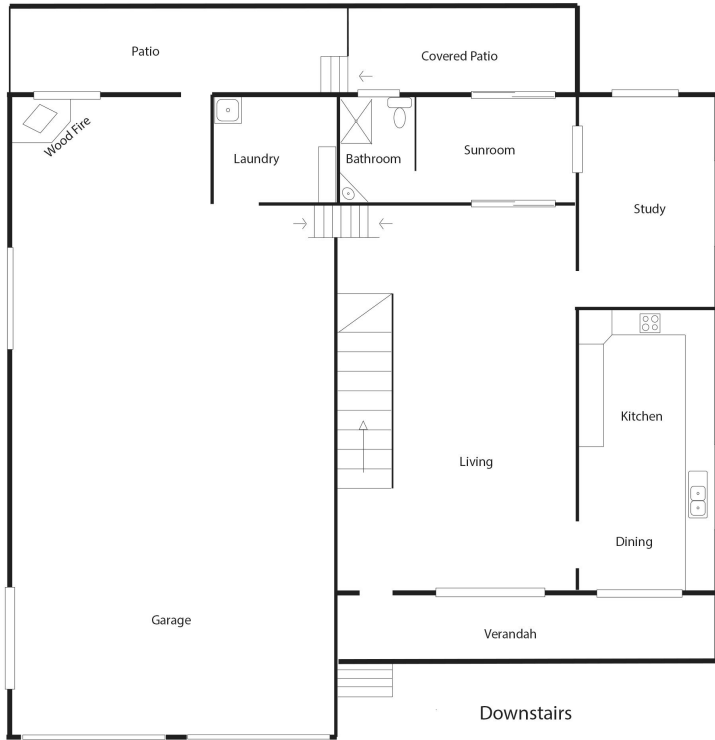 Patio
Covered Patio
Wood Fire
Laundry
Bathroom
Sunroom
Study
Kitchen
Living
Dining
Garage
Verandah
Downstairs